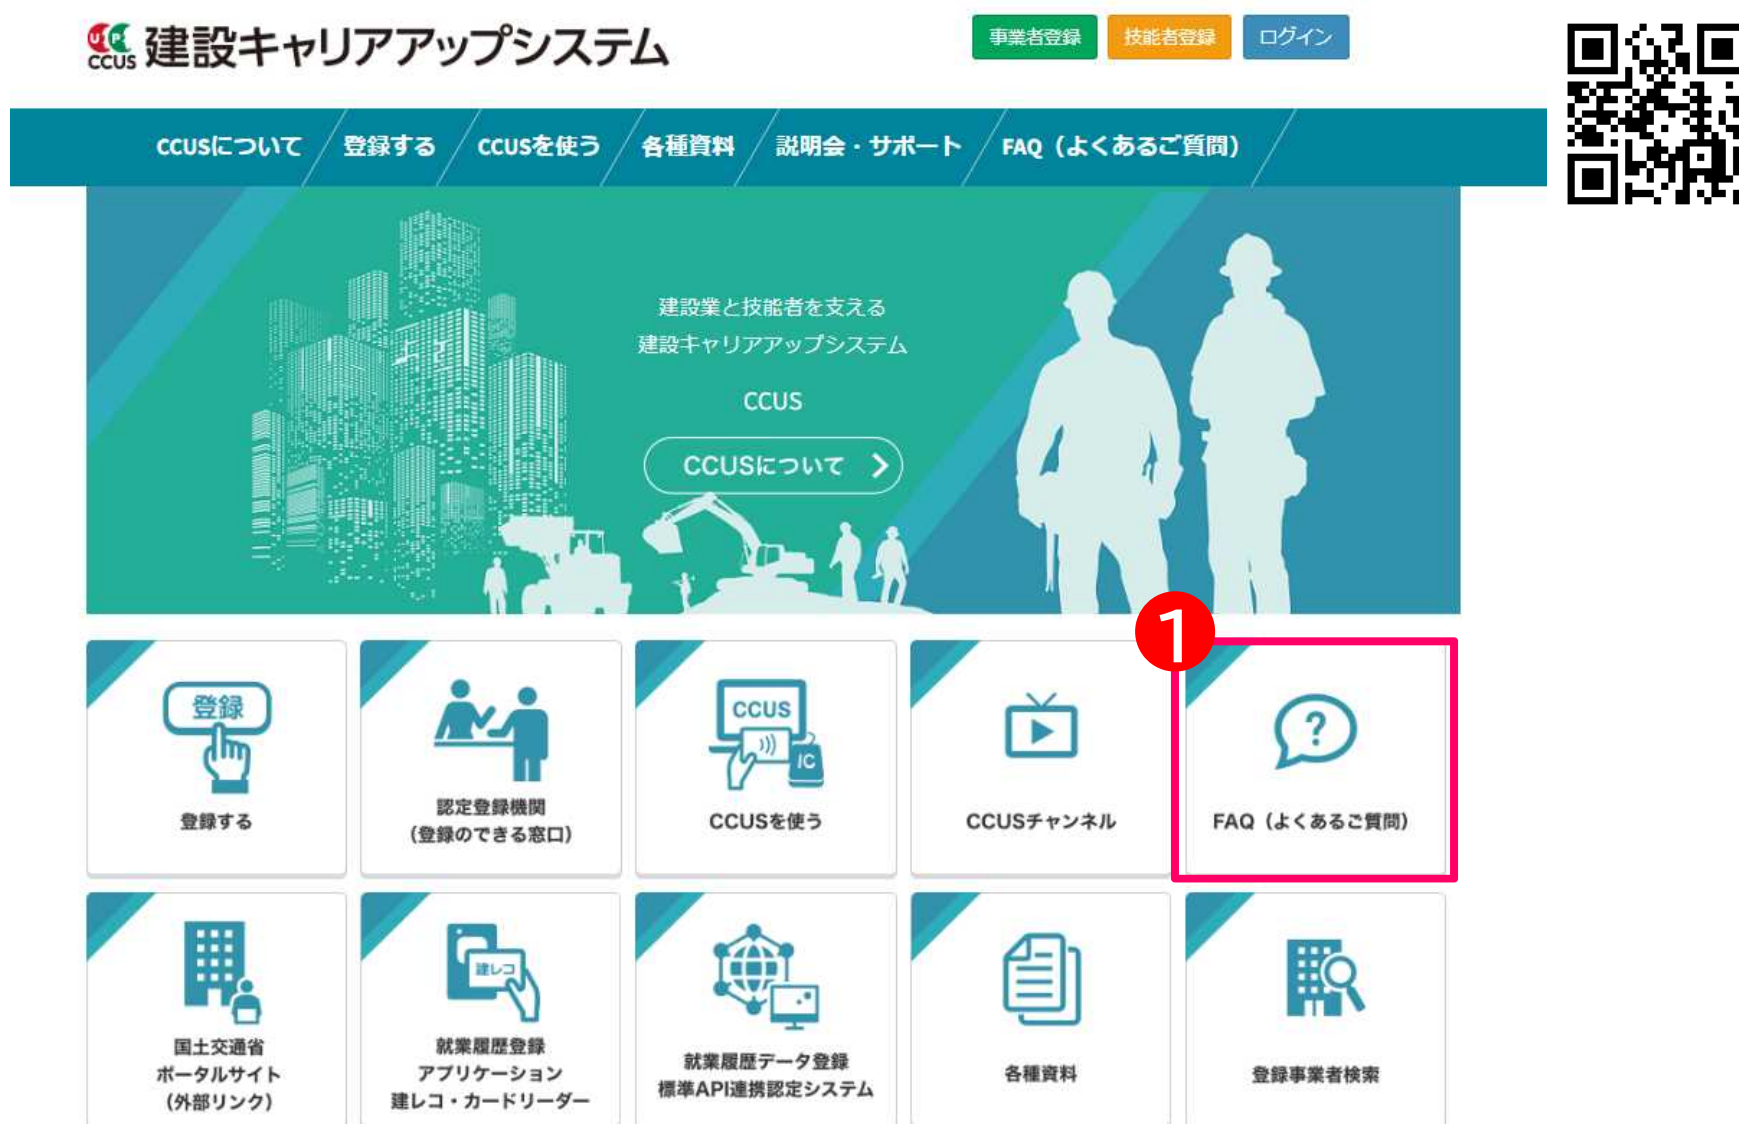 UP
CCUS
建設キャリアアップシステム
事業者登録
技能者登録
ログイン
CCUSについて
登録する
CCUSを使う
各種資料
説明会・サポート
FAQ（よくあるご質問）
建設業と技能者を支える
建設キャリアアップシステム
CCUS
CCUSについて
1
登録
登録する
認定登録機関
（登録のできる窓口）
CCUS
IC
CCUSを使う
CCUSチャンネル
?
FAQ（よくあるご質問）
国土交通省
ポータルサイト
（外部リンク）
建レコ
就業履歴登録
アプリケーション
建レコ・カードリーダー
就業履歴データ登録
標準API連携認定システム
各種資料
登録事業者検索